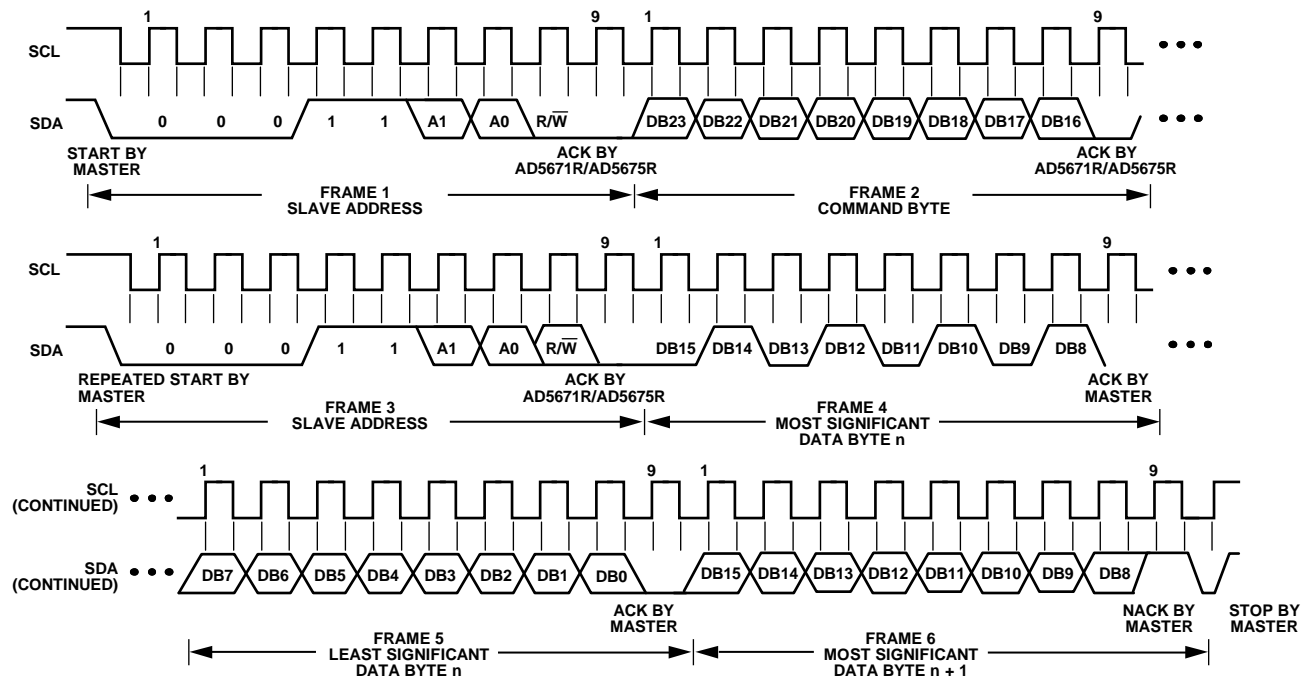 1 9 1 9
SCL
SDA 0 0 0 1 1 A1 A0 R/W̅ DB23 DB22 DB21 DB20 DB19 DB18 DB17 DB16
START BY
MASTER
ACK BY
AD5671R/AD5675R
ACK BY
AD5671R/AD5675R
FRAME 1
SLAVE ADDRESS
FRAME 2
COMMAND BYTE
1 9 1 9
SCL
SDA 0 0 0 1 1 A1 A0 R/W̅ DB15 DB14 DB13 DB12 DB11 DB10 DB9 DB8
REPEATED START BY
MASTER
ACK BY
AD5671R/AD5675R
ACK BY
MASTER
FRAME 3
SLAVE ADDRESS
FRAME 4
MOST SIGNIFICANT
DATA BYTE n
1 9 1 9
SCL
(CONTINUED)
SDA
(CONTINUED)
DB7 DB6 DB5 DB4 DB3 DB2 DB1 DB0 DB15 DB14 DB13 DB12 DB11 DB10 DB9 DB8
ACK BY
MASTER
NACK BY
MASTER
STOP BY
MASTER
FRAME 5
LEAST SIGNIFICANT
DATA BYTE n
FRAME 6
MOST SIGNIFICANT
DATA BYTE n + 1